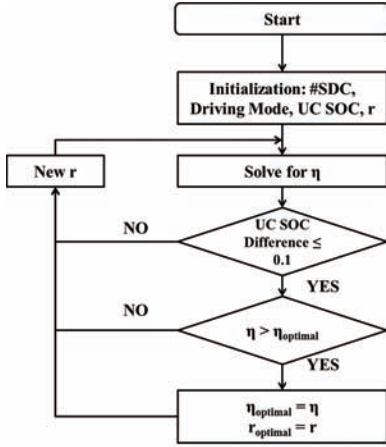 Start
Initialization: #SDC,
Driving Mode, UC SOC, r
New r
Solve for η
NO
UC SOC
Difference ≤
0.1
YES
NO
η > ηoptimal
YES
ηoptimal = η
roptimal = r